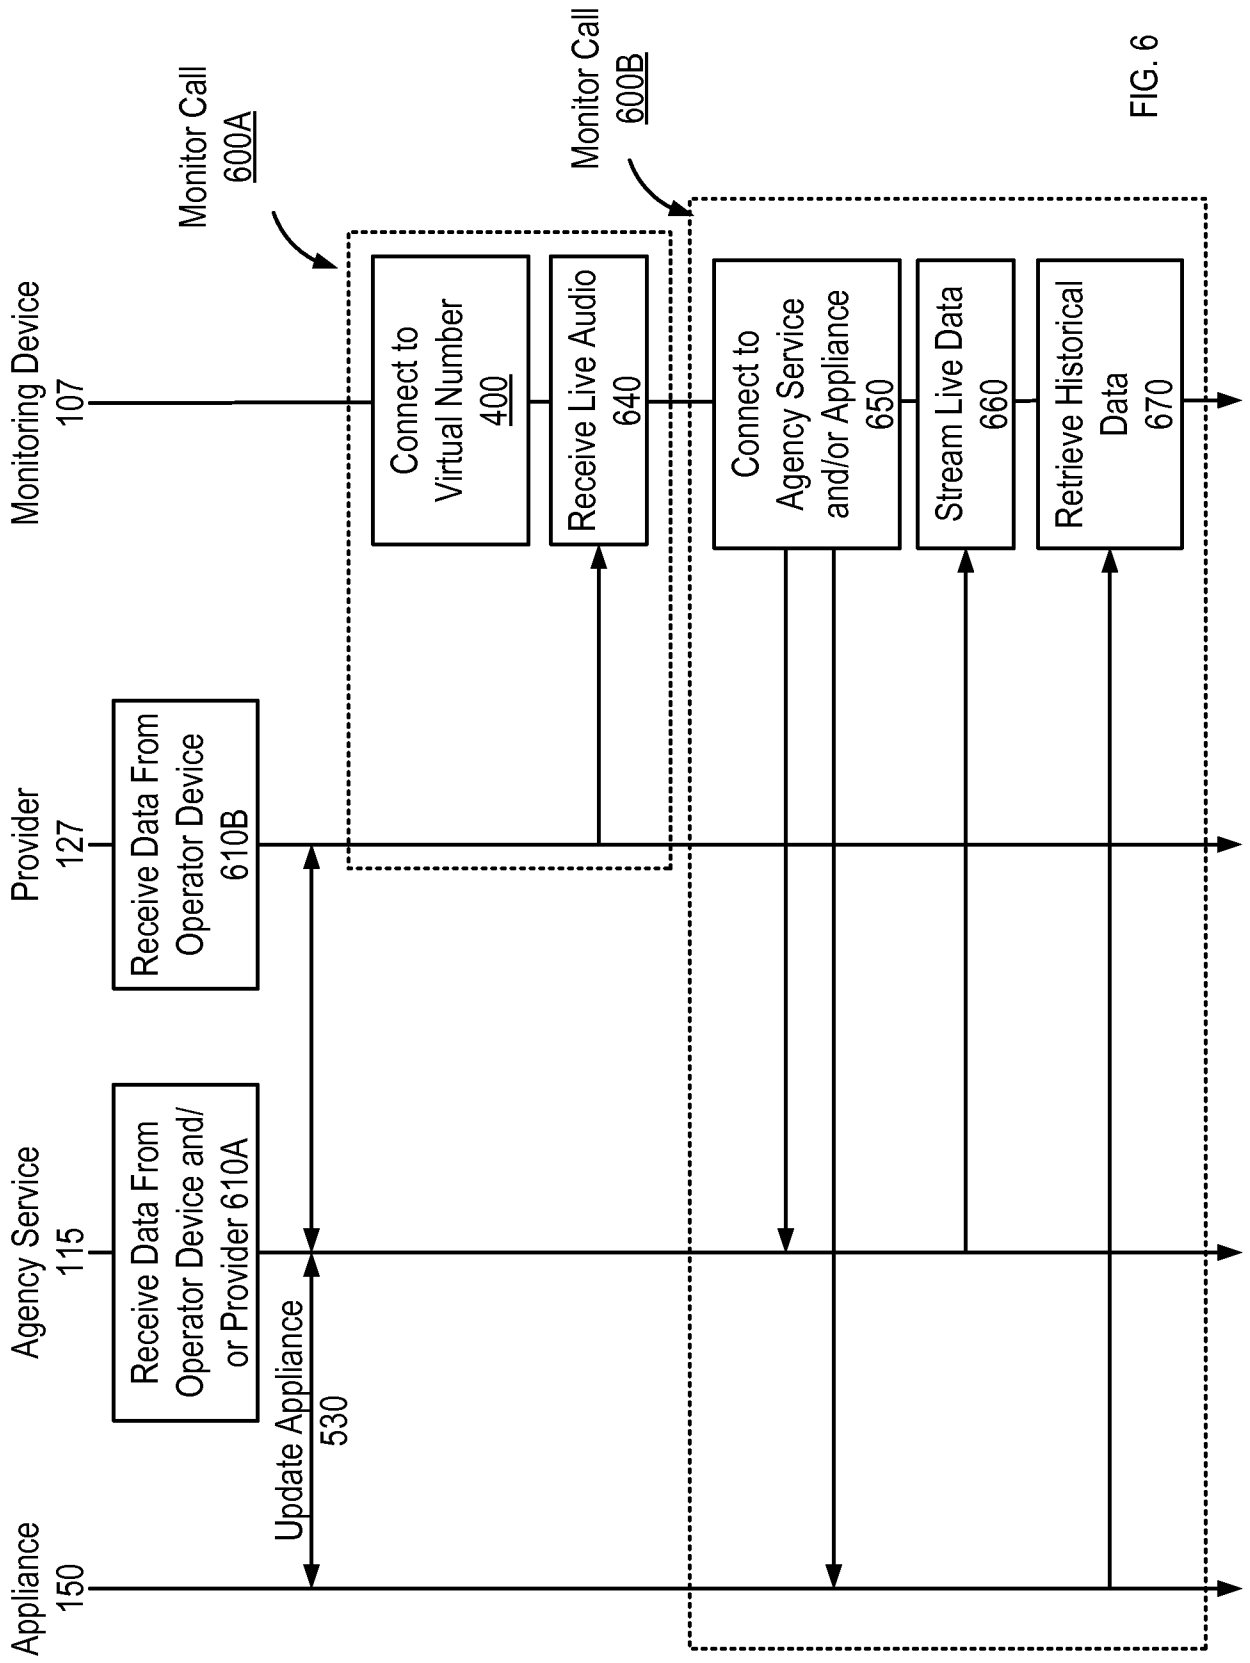 Appliance
150
Agency Service
115
Provider
127
Monitoring Device
107
Receive Data From
Operator Device and/
or Provider 610A
Receive Data From
Operator Device
610B
Update Appliance
530
Monitor Call
600A
Connect to
Virtual Number
400
Receive Live Audio
640
Monitor Call
600B
Connect to
Agency Service
and/or Appliance
650
Stream Live Data
660
Retrieve Historical
Data
670
FIG. 6